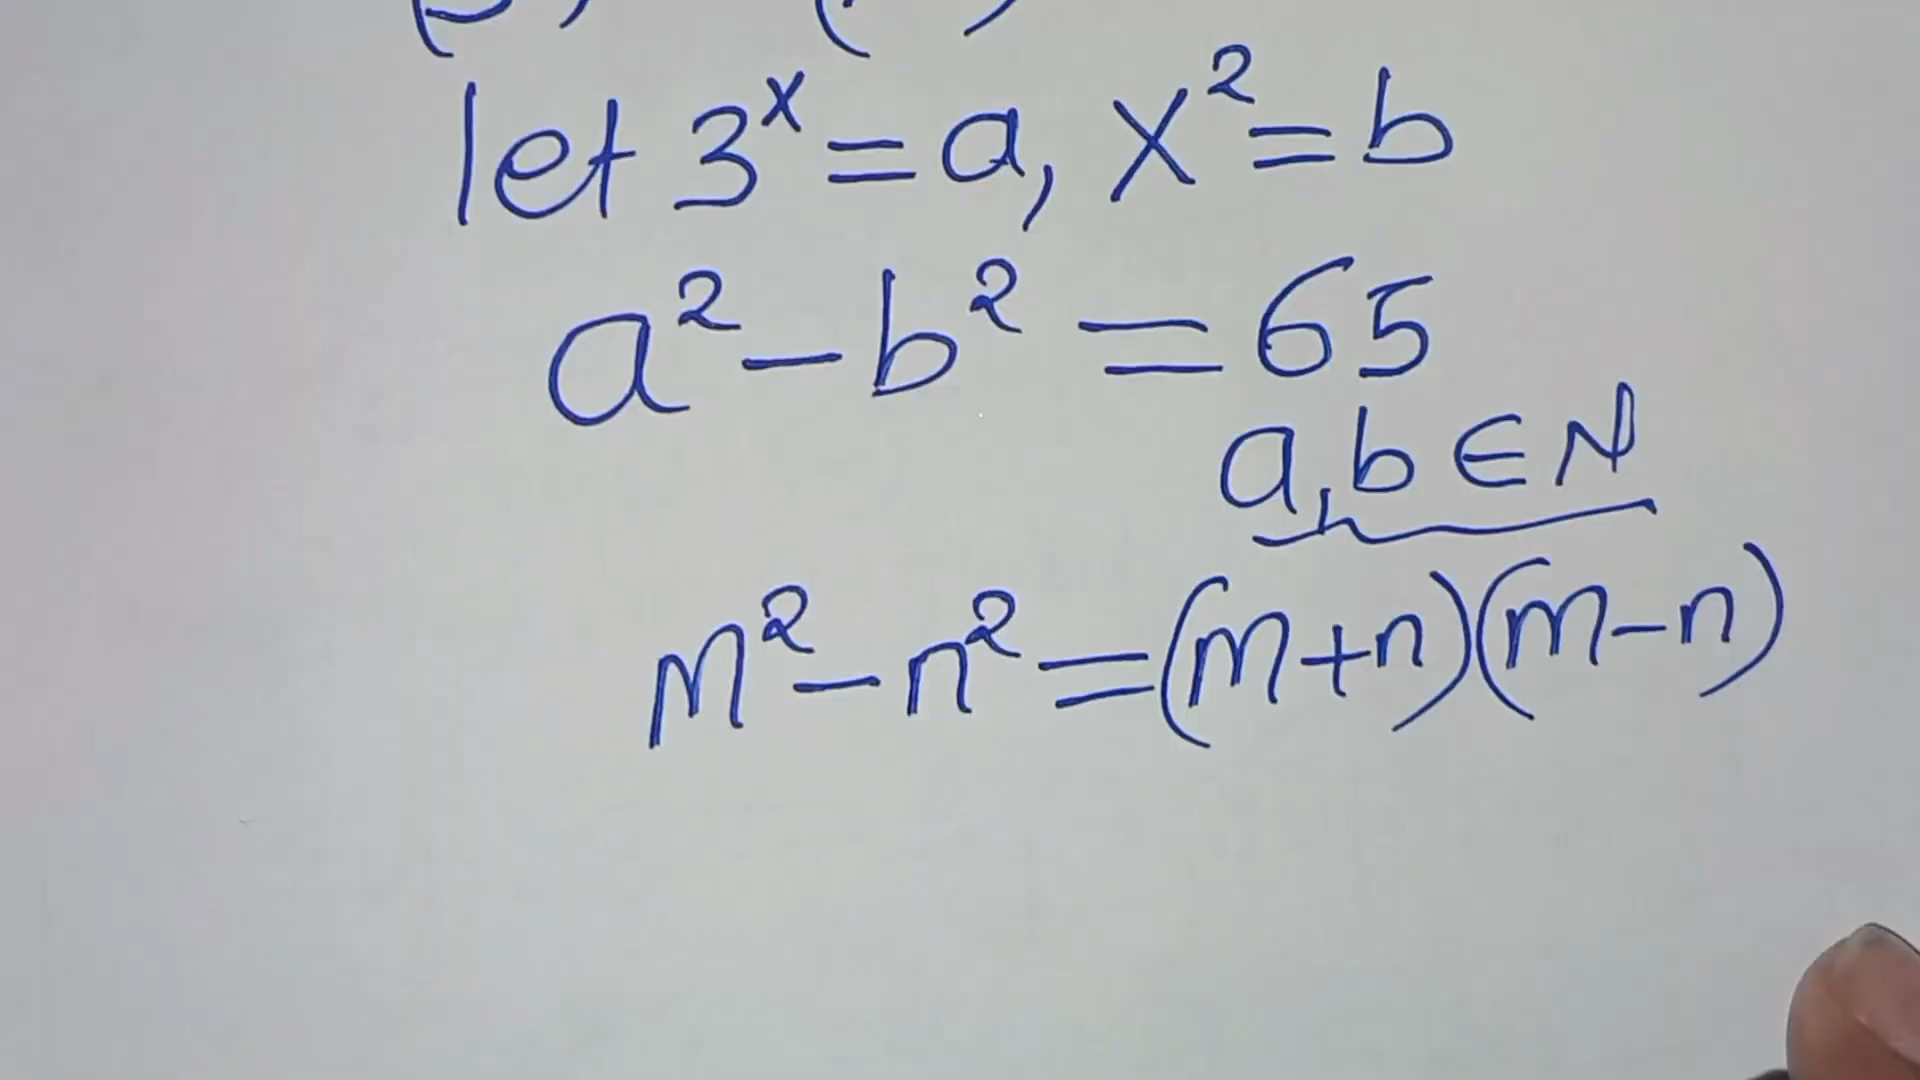 let 3^x = a, x^2 = b
a^2 - b^2 = 65
a, b ∈ N
m^2 - n^2 = (m+n)(m-n)